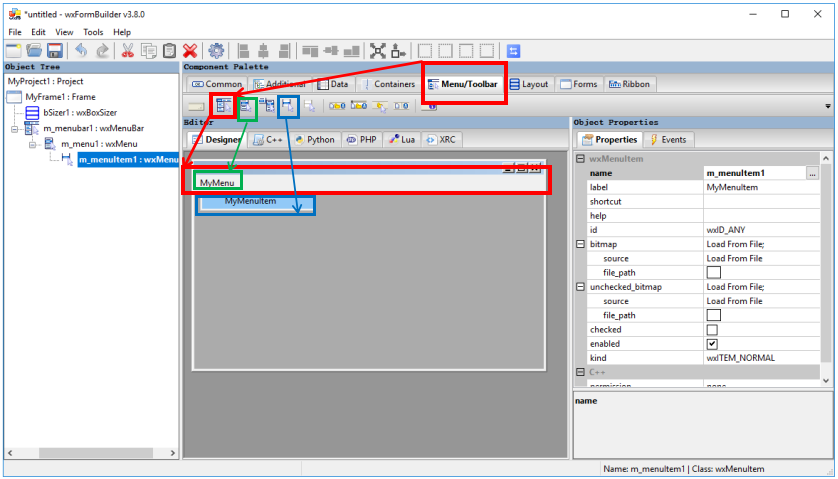 *untitled - wxFormBuilder v3.8.0
File Edit View Tools Help
Object Tree
MyProject1 : Project
MyFrame1 : Frame
bSizer1 : wxBoxSizer
m_menubar1 : wxMenuBar
m_menu1 : wxMenu
m_menuItem1 : wxMenu
Component Palette
Common Additional Data Containers Menu/Toolbar Layout Forms Ribbon
Editor
Designer C++ Python PHP Lua XRC
MyMenu
MyMenuItem
Object Properties
Properties Events
wxMenuItem
name m_menuItem1 ...
label MyMenuItem
shortcut
help
id wxID_ANY
bitmap Load From File;
source Load From File
file_path
unchecked_bitmap Load From File;
source Load From File
file_path
checked
enabled
kind wxITEM_NORMAL
C++
permission none
name
Name: m_menuItem1 | Class: wxMenuItem